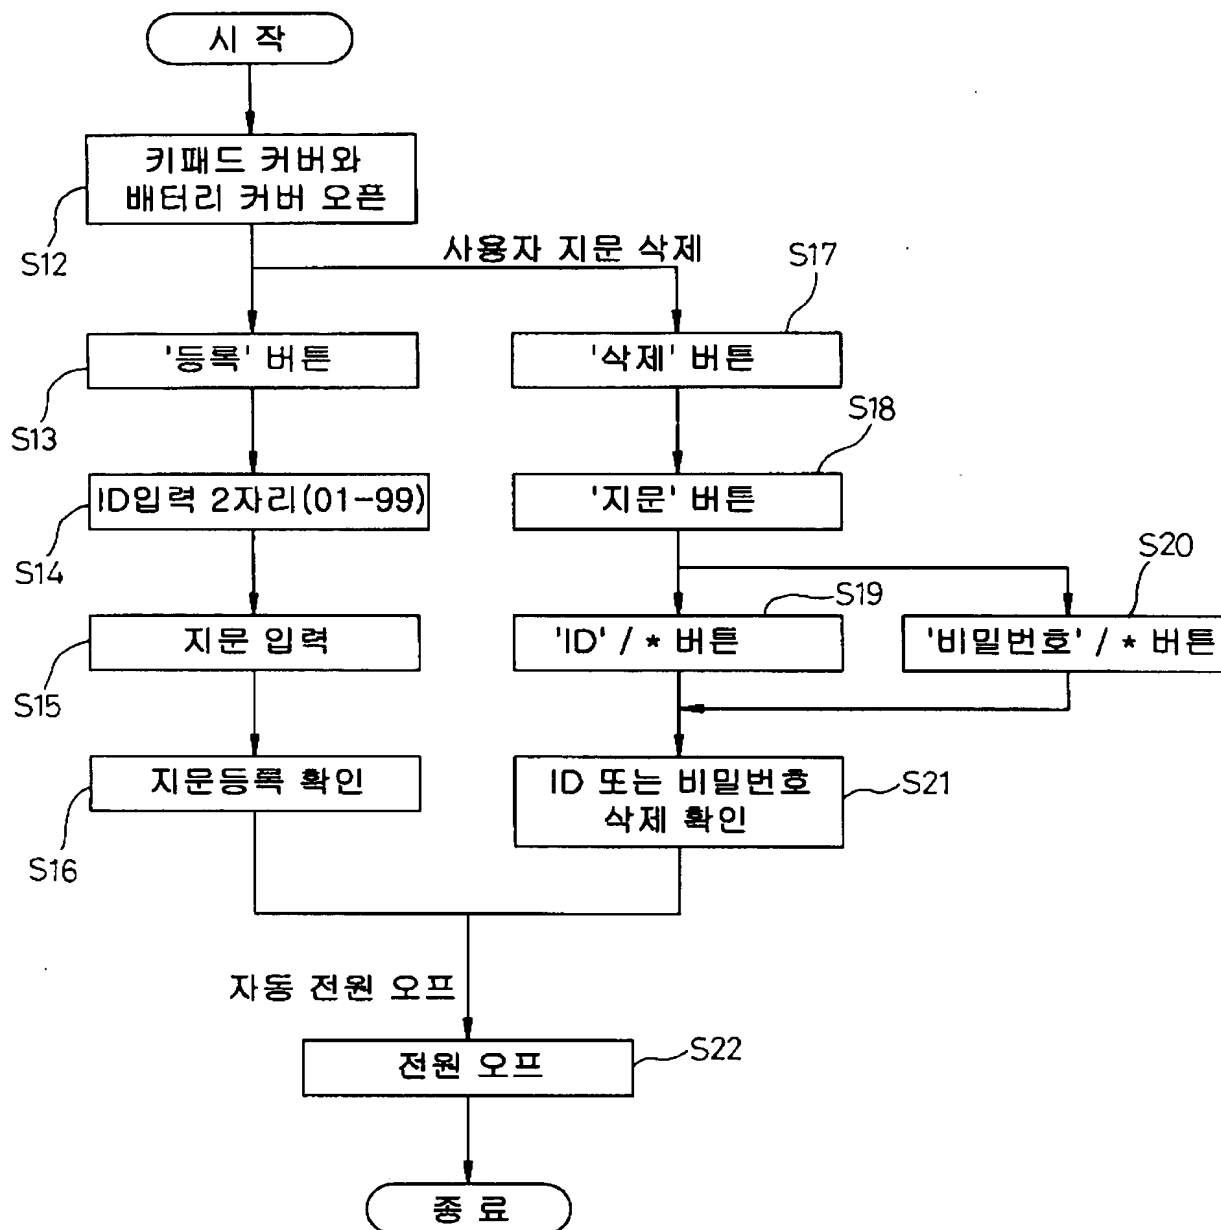 시 작
키패드 커버와
배터리 커버 오픈
S12
사용자 지문 삭제
S17
'등록' 버튼
'삭제' 버튼
S13
S18
ID입력 2자리(01-99)
'지문' 버튼
S14
S20
S19
지문 입력
'ID' / * 버튼
'비밀번호' / * 버튼
S15
지문등록 확인
ID 또는 비밀번호
삭제 확인
S21
S16
자동 전원 오프
전원 오프
S22
종 료